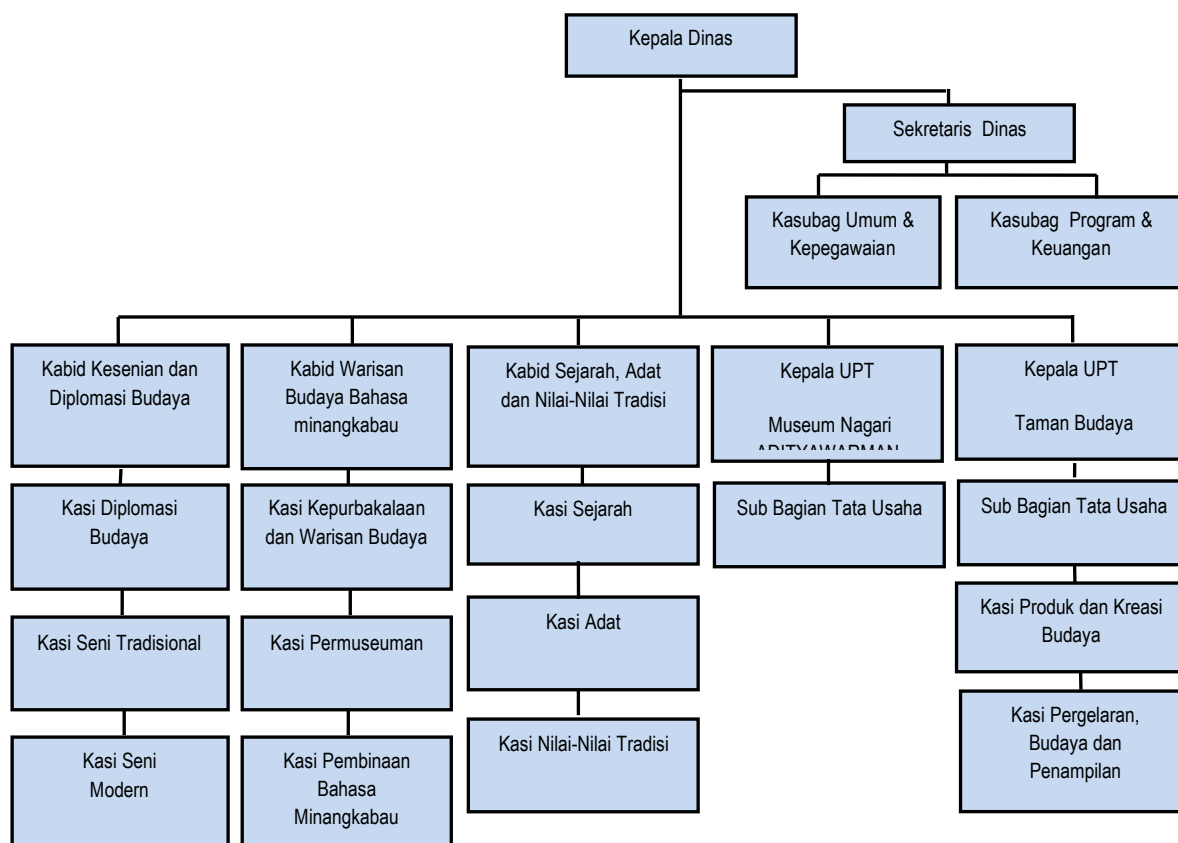 Kepala Dinas
Sekretaris Dinas
Kasubag Umum &
Kepegawaian
Kasubag Program &
Keuangan
Kabid Kesenian dan
Diplomasi Budaya
Kabid Warisan
Budaya Bahasa
minangkabau
Kabid Sejarah, Adat
dan Nilai-Nilai Tradisi
Kepala UPT
Museum Nagari
ADITYAWARMAN
Kepala UPT
Taman Budaya
Kasi Diplomasi
Budaya
Kasi Kepurbakalaan
dan Warisan Budaya
Kasi Sejarah
Sub Bagian Tata Usaha
Sub Bagian Tata Usaha
Kasi Seni Tradisional
Kasi Permuseuman
Kasi Adat
Kasi Produk dan Kreasi
Budaya
Kasi Seni
Modern
Kasi Pembinaan
Bahasa
Minangkabau
Kasi Nilai-Nilai Tradisi
Kasi Pergelaran,
Budaya dan
Penampilan